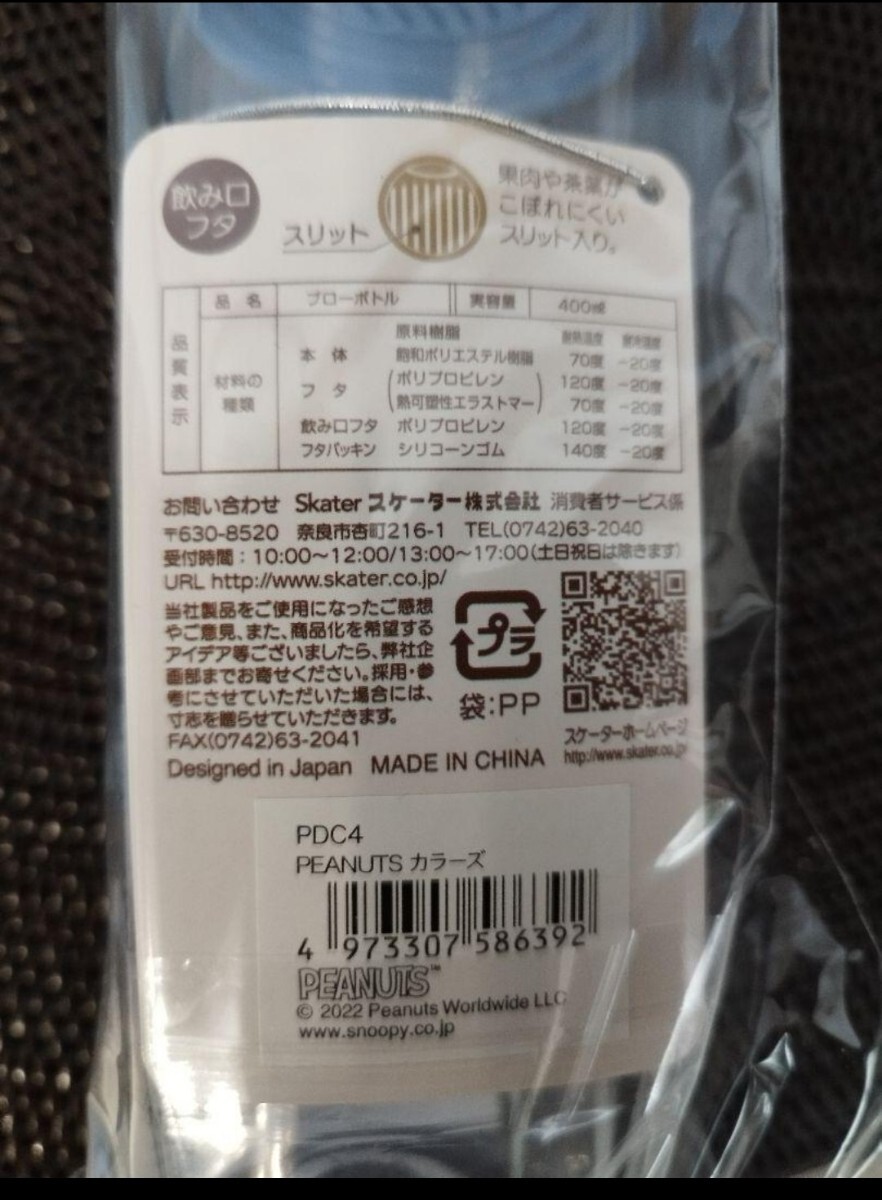 飲み口
フタ
スリット
果肉や茶葉が
こぼれにくい
スリット入り。
品質表示
品名 ブローボトル 実容量 400㎖
材料の種類
原料樹脂 耐熱温度 耐冷温度
本体 飽和ポリエステル樹脂 70度 -20度
フタ (ポリプロピレン 120度 -20度
熱可塑性エラストマー) 70度 -20度
飲み口フタ ポリプロピレン 120度 -20度
フタパッキン シリコーンゴム 140度 -20度
お問い合わせ Skater スケーター株式会社 消費者サービス係
〒630-8520 奈良市杏町216-1 TEL(0742)63-2040
受付時間:10:00〜12:00/13:00〜17:00(土日祝日は除きます)
URL http://www.skater.co.jp/
当社製品をご使用になったご感想
やご意見、また、商品化を希望する
アイデア等ございましたら、弊社企
画部までお寄せください。採用・参
考にさせていただいた場合には、
寸志を贈らせていただきます。
FAX(0742)63-2041
プラ
袋:PP
スケーターホームページ
http://www.skater.co.jp
Designed in Japan MADE IN CHINA
PDC4
PEANUTS カラーズ
4 973307 586392
PEANUTS™
© 2022 Peanuts Worldwide LLC
www.snoopy.co.jp